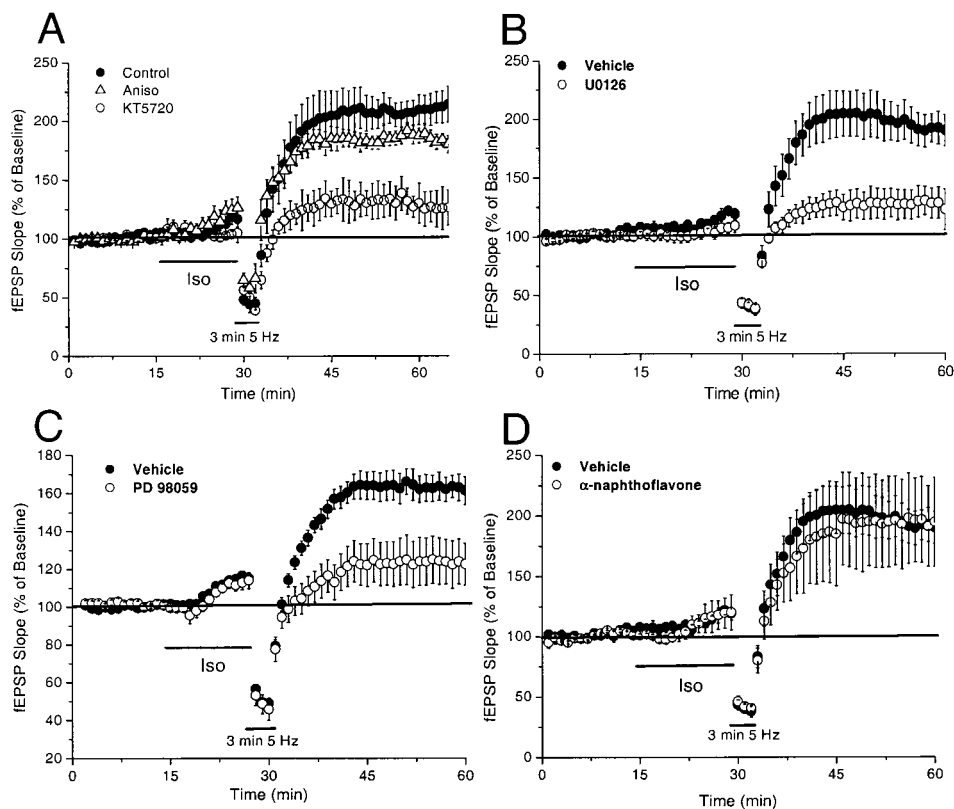 A
Control
Aniso
KT5720
fEPSP Slope (% of Baseline)
250
200
150
100
50
0
Iso
3 min 5 Hz
0
15
30
45
60
Time (min)
B
Vehicle
U0126
fEPSP Slope (% of Baseline)
250
200
150
100
50
0
Iso
3 min 5 Hz
0
15
30
45
60
Time (min)
C
Vehicle
PD 98059
fEPSP Slope (% of Baseline)
180
160
140
120
100
80
60
40
20
Iso
3 min 5 Hz
0
15
30
45
60
Time (min)
D
Vehicle
α-naphthoflavone
fEPSP Slope (% of Baseline)
250
200
150
100
50
0
Iso
3 min 5 Hz
0
15
30
45
60
Time (min)